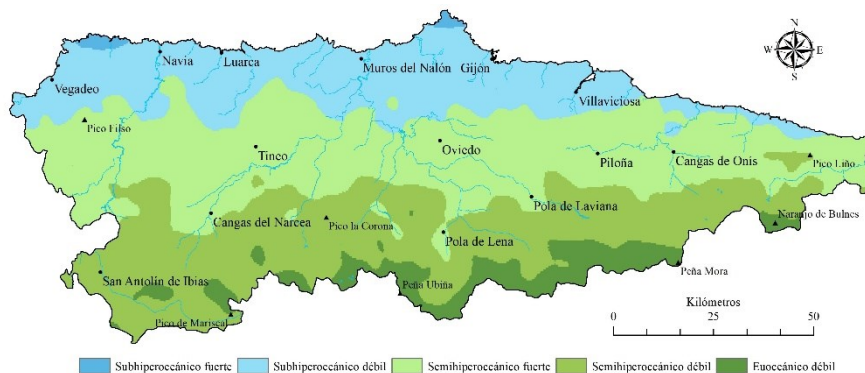 N
W E
S
Navia
Luarca
Muros del Nalón
Gijón
Vegadeo
Villaviciosa
Pico Filso
Tineo
Oviedo
Piloña
Cangas de Onís
Pico Liño
Cangas del Narcea
Pico la Corona
Pola de Laviana
Pola de Lena
Naranjo de Bulnes
San Antolín de Ibias
Peña Ubiña
Peña Mora
Pico de Mariscal
Kilómetros
0 25 50
Subhiperoceánico fuerte Subhiperoceánico débil Semihiperoceánico fuerte Semihiperoceánico débil Euoceánico débil